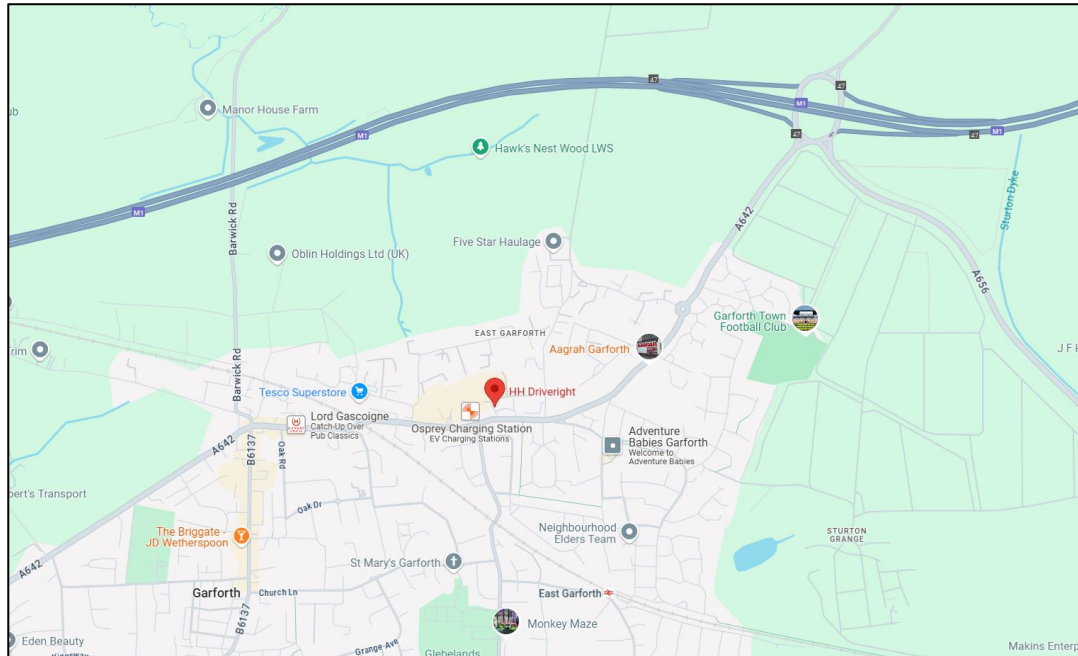 47
M1
47
47
47
M1
ub
Manor House Farm
M1
Hawk's Nest Wood LWS
Barwick Rd
M1
A642
Sturton Dyke
Five Star Haulage
Oblin Holdings Ltd (UK)
A656
Garforth Town
Football Club
EAST GARFORTH
Aagrah Garforth
J F H
rim
Barwick Rd
Tesco Superstore
HH Driveright
Lord Gascoigne
Catch-Up Over
Pub Classics
Osprey Charging Station
EV Charging Stations
Adventure
Babies Garforth
Welcome to
Adventure Babies
A642
B6137
Oak Rd
bert's Transport
Oak Dr
The Briggate -
JD Wetherspoon
Neighbourhood
Elders Team
STURTON
GRANGE
St Mary's Garforth
A642
Garforth
Church Ln
East Garforth
B6137
Monkey Maze
Eden Beauty
Grange Ave
Glebelands
Makins Enterp